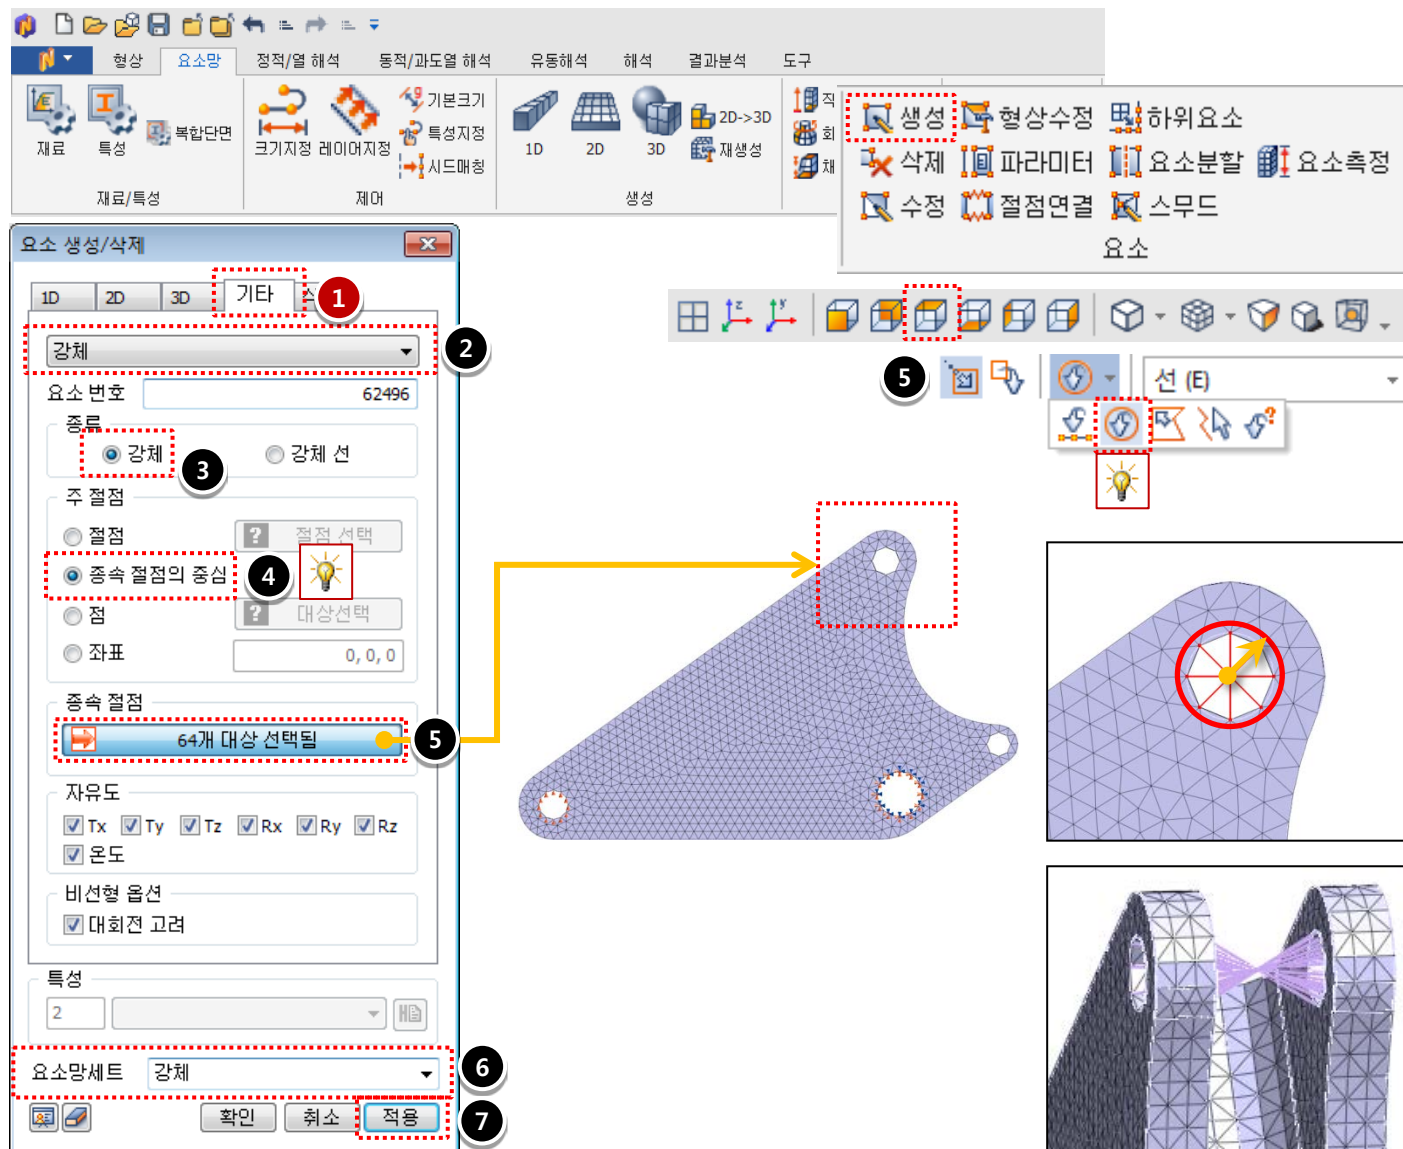 형상 요소망 정적/열 해석 동적/과도열 해석 유동해석 해석 결과분석 도구
재료 특성 복합단면
크기지정 레이어지정 기본크기
특성지정
시드매칭
1D 2D 3D 2D->3D
재생성
직
회
채
재료/특성 제어 생성
생성 형상수정 하위요소
삭제 파라미터 요소분할 요소측정
수정 절점연결 스무드
요소
요소 생성/삭제
1D 2D 3D 기타
1
강체
2
요소 번호 62496
종류
강체 강체 선
3
주 절점
절점 ? 절점 선택
종속 절점의 중심
4
점 ? 대상선택
좌표 0, 0, 0
종속 절점
64개 대상 선택됨
5
자유도
Tx Ty Tz Rx Ry Rz
온도
비선형 옵션
대회전 고려
특성
2
요소망세트 강체
6
확인 취소 적용
7
z y
5
선 (E)
?